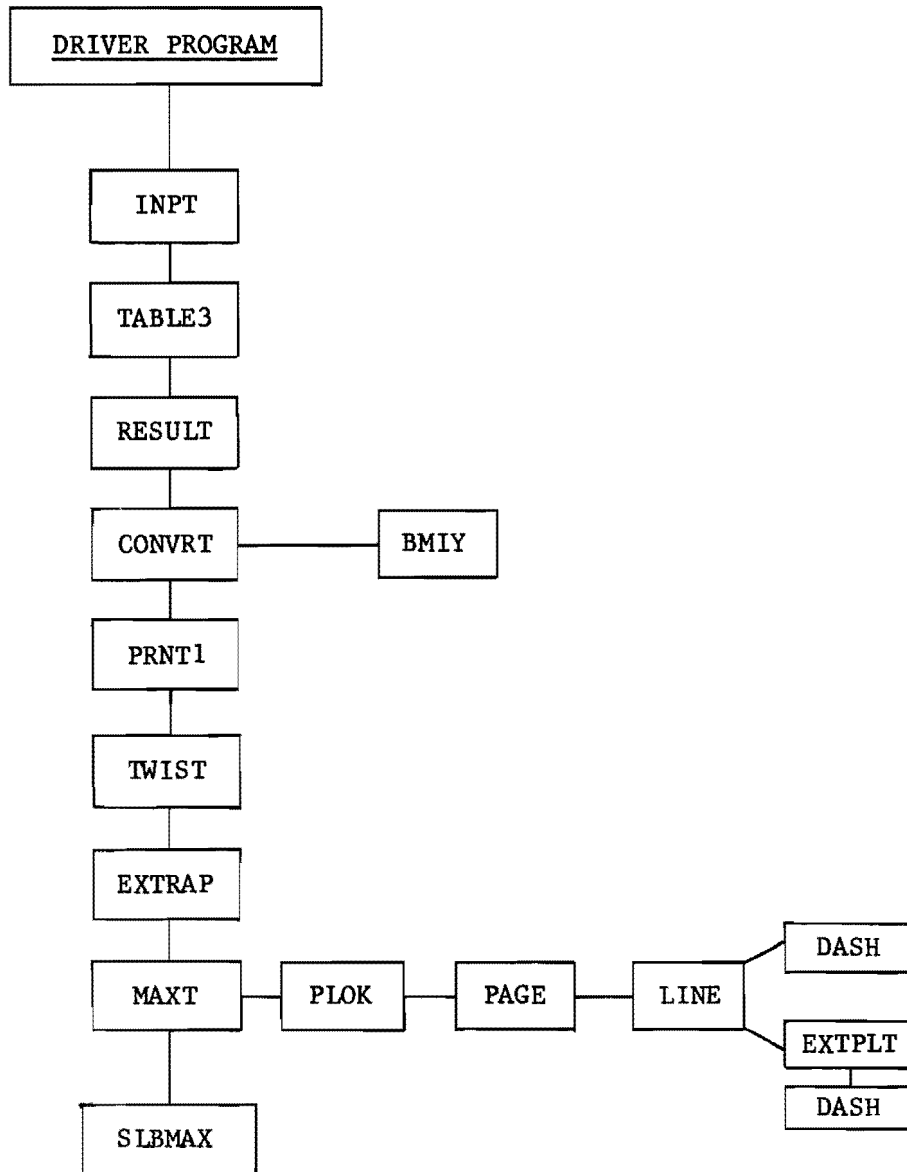 DRIVER PROGRAM
INPT
TABLE3
RESULT
CONVRT
BMIY
PRNT1
TWIST
EXTRAP
MAXT
PLOK
PAGE
LINE
DASH
EXTPLT
DASH
SLBMAX